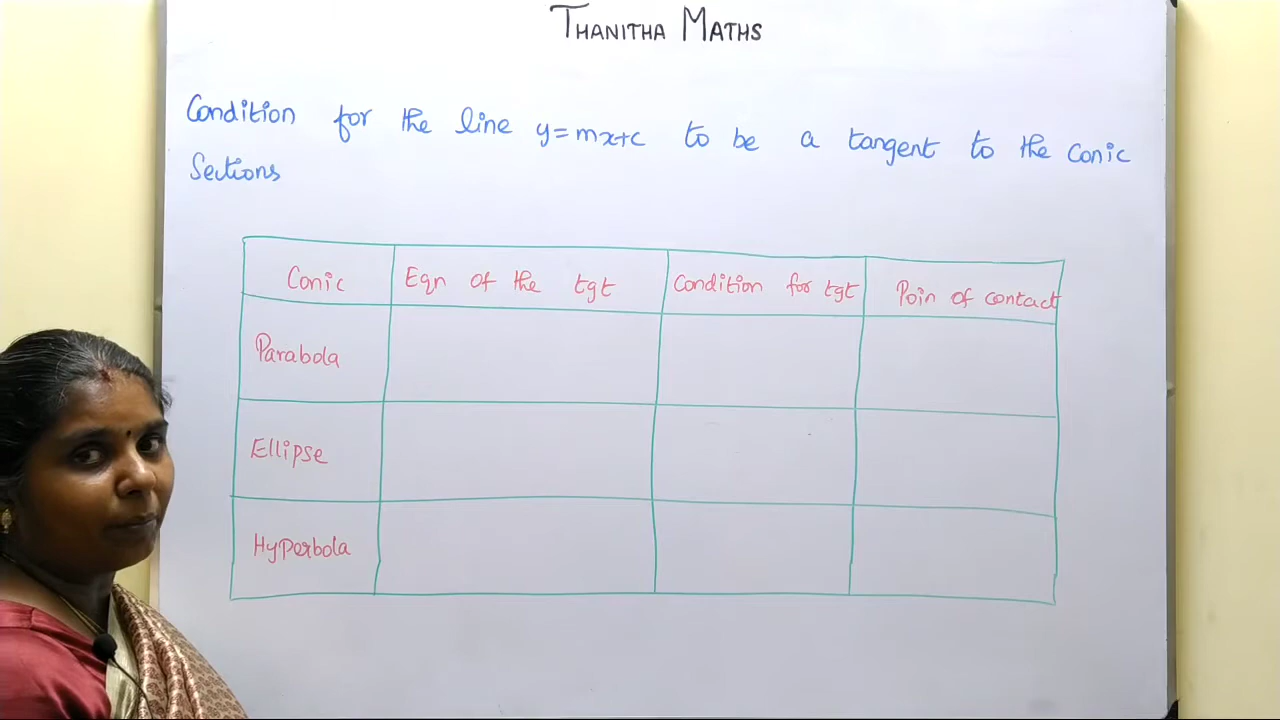 THANITHA MATHS
Condition for the line y=mx+c to be a tangent to the conic
Sections
Conic Eqn of the tgt Condition for tgt Poin of contact
Parabola
Ellipse
Hyperbola